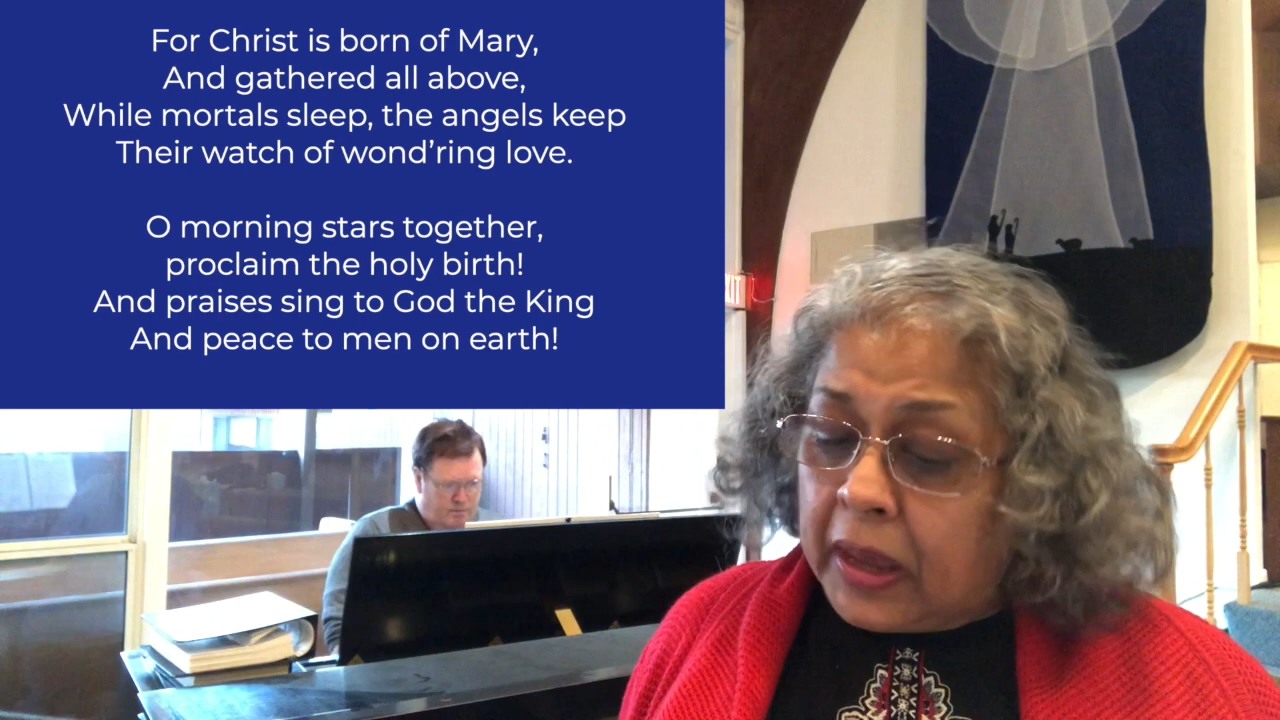 For Christ is born of Mary,
And gathered all above,
While mortals sleep, the angels keep
Their watch of wond’ring love.
O morning stars together,
proclaim the holy birth!
And praises sing to God the King
And peace to men on earth!